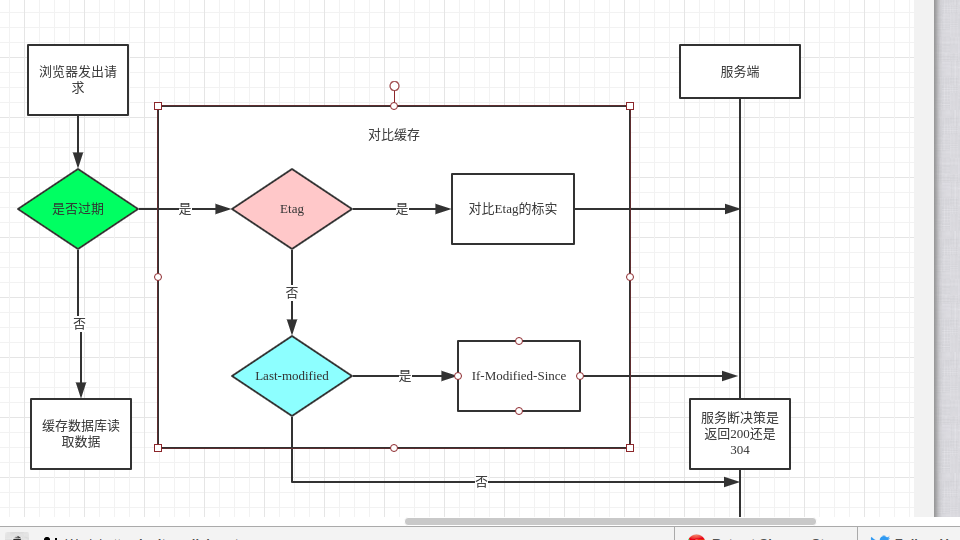 浏览器发出请
求
服务端
对比缓存
是否过期
是
Etag
是
对比Etag的标实
否
否
Last-modified
是
If-Modified-Since
缓存数据库读
取数据
服务断决策是
返回200还是
304
否